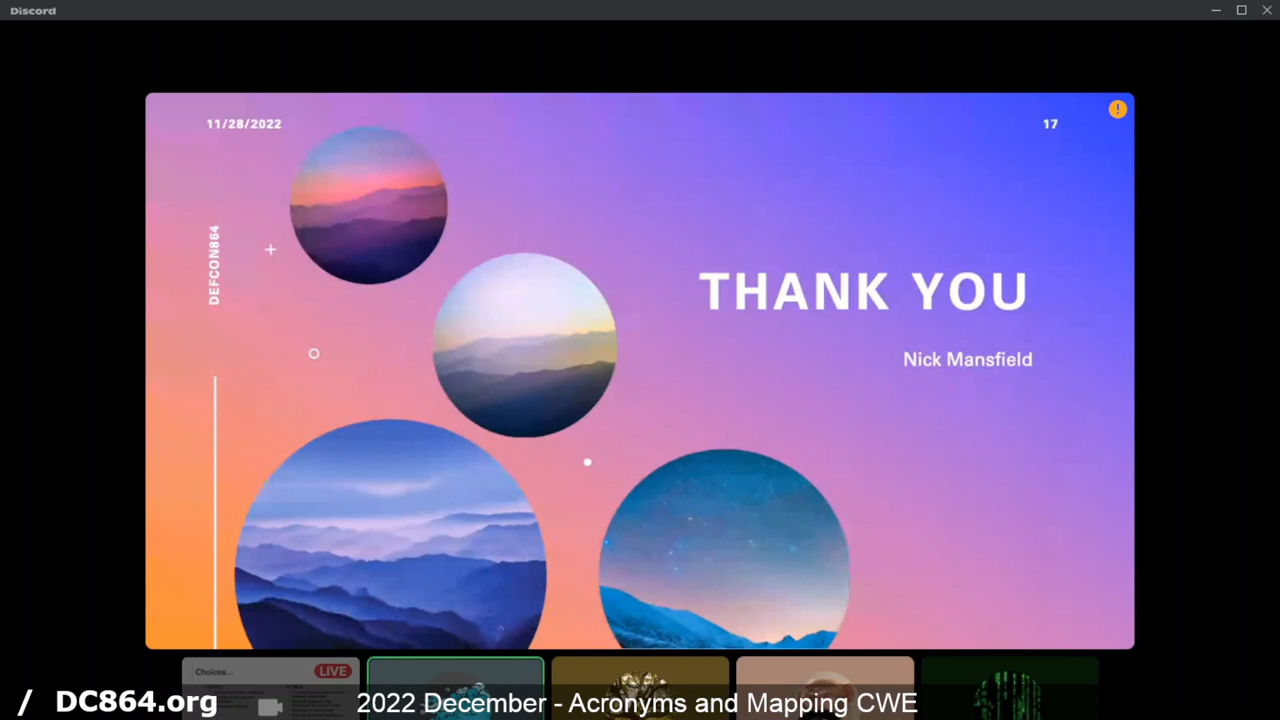 Discord
11/28/2022
17
DEFCON864
THANK YOU
Nick Mansfield
Choices...
LIVE
/ DC864.org
2022 December - Acronyms and Mapping CWE